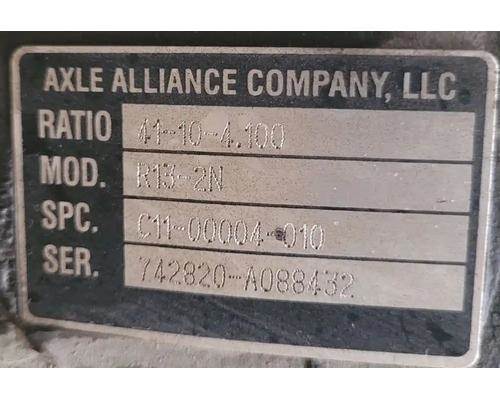 AXLE ALLIANCE COMPANY, LLC
RATIO 41-10-4.100
MOD. R13-2N
SPC. C11-00004-010
SER. 742820-A088432